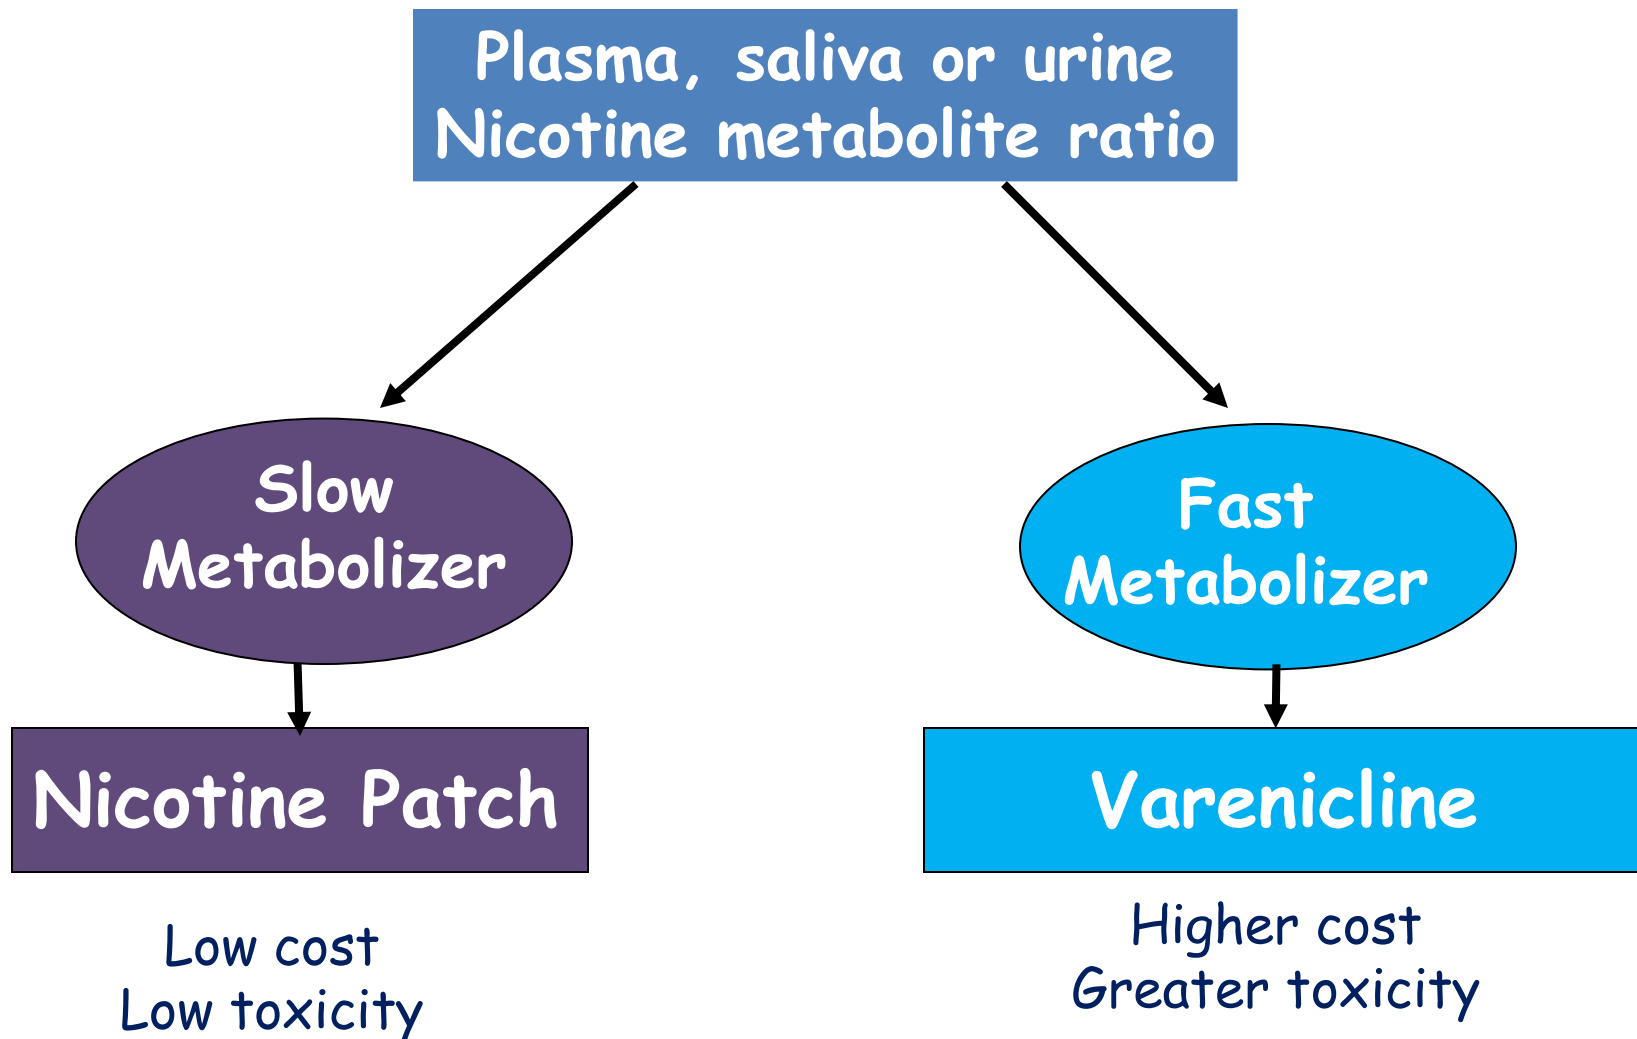 Plasma, saliva or urine
Nicotine metabolite ratio
Slow
Metabolizer
Fast
Metabolizer
Nicotine Patch
Varenicline
Low cost
Low toxicity
Higher cost
Greater toxicity